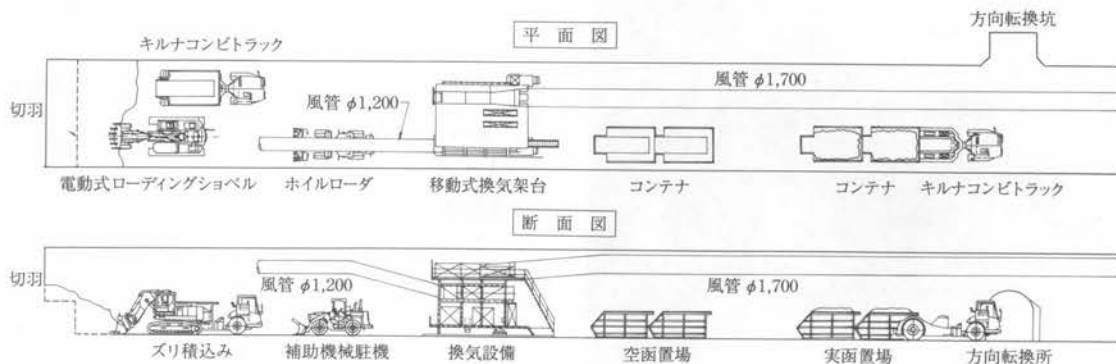 方向転換坑
平 面 図
キルナコンビトラック
風管 φ1,700
切羽
風管 φ1,200
電動式ローディングショベル
ホイルローダ
移動式換気架台
コンテナ
コンテナ
キルナコンビトラック
断 面 図
切羽
風管 φ1,200
風管 φ1,700
ズリ積込み
補助機械駐機
換気設備
空函置場
実函置場
方向転換所